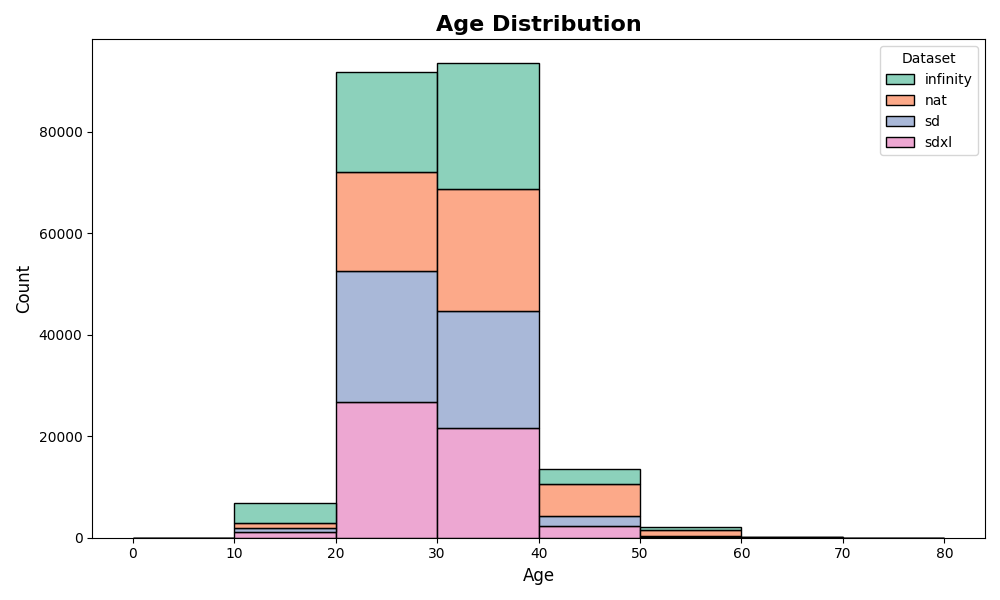 Age Distribution
Dataset
infinity
nat
sd
sdxl
80000
60000
40000
20000
0
Count
0 10 20 30 40 50 60 70 80
Age